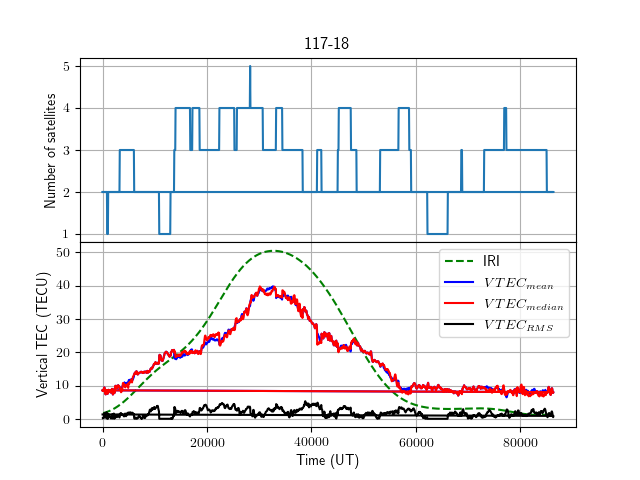 117-18
Number of satellites
5
4
3
2
1
Vertical TEC (TECU)
50
40
30
20
10
0
IRI
VTEC_mean
VTEC_median
VTEC_RMS
0 20000 40000 60000 80000
Time (UT)